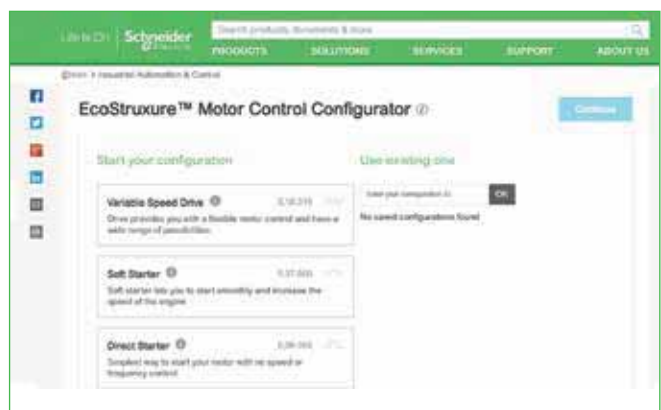 Life Is On | Schneider Electric
Search products, documents & more
PRODUCTS SOLUTIONS SERVICES SUPPORT ABOUT US
Industrial Automation & Control
EcoStruxure™ Motor Control Configurator
Continue
Start your configuration
Use existing one
Variable Speed Drive
Drive provides you with a flexible motor control and have a
wide range of possibilities
OK
No saved configurations found
Soft Starter
Soft starter lets you to start smoothly and increase the
speed of the engine
Direct Starter
Simplest way to start your motor with no speed or
frequency control